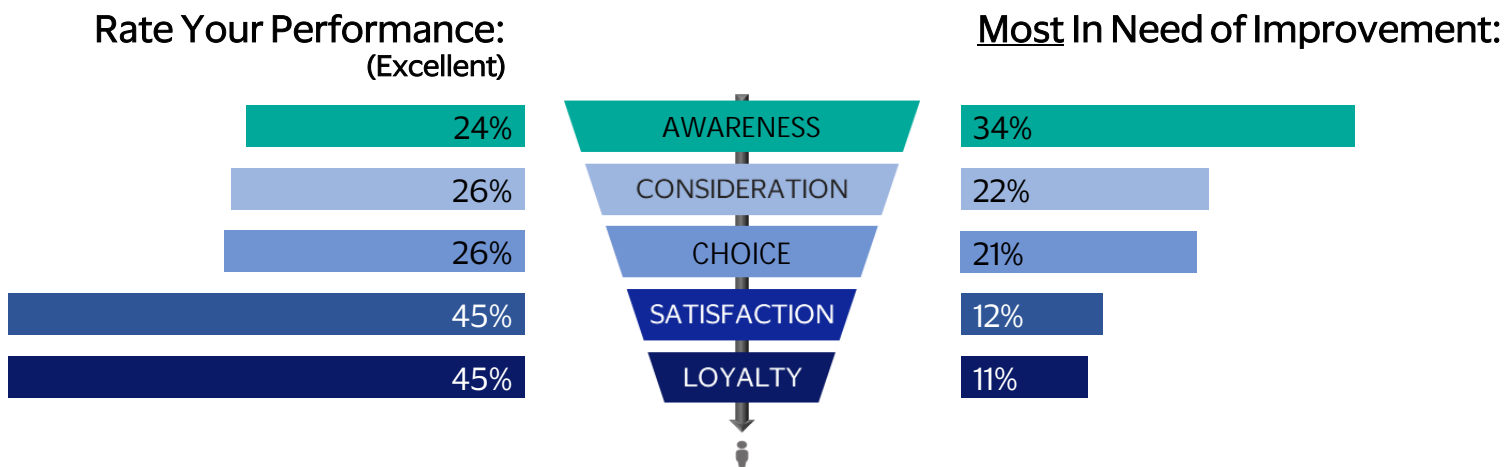 Rate Your Performance:
(Excellent)
Most In Need of Improvement:
24%
AWARENESS
34%
26%
CONSIDERATION
22%
26%
CHOICE
21%
45%
SATISFACTION
12%
45%
LOYALTY
11%